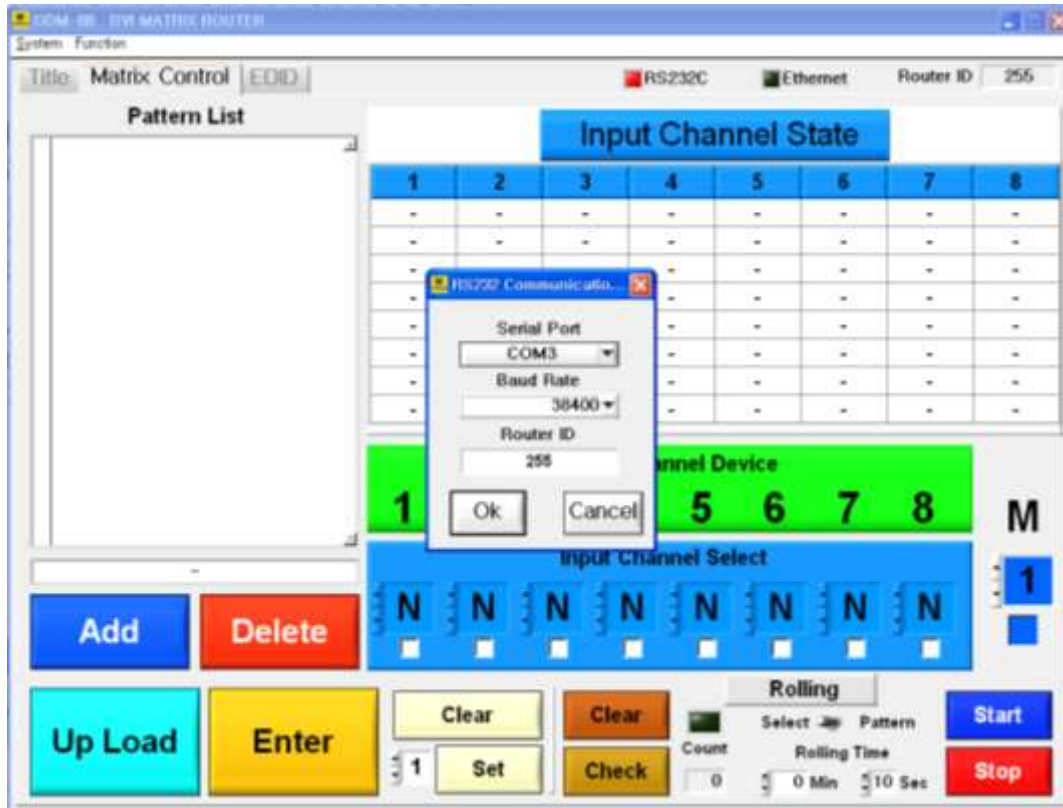 DVI MATRIX ROUTER
System Function
Title Matrix Control EDID RS232C Ethernet Router ID 255
Pattern List
Input Channel State
1 2 3 4 5 6 7 8
- - - - - - - -
- - - - - - - -
- -
- - -
- - -
- - -
- - -
- - -
RS232 Communicatio...
Serial Port
COM3
Baud Rate
38400
Router ID
255
Ok Cancel
Device
1 5 6 7 8
M
Input Channel Select
N N N N N N N N
1
-
Add Delete
Up Load Enter
Clear
1 Set
Clear
Check
Rolling
Select Pattern
Count Rolling Time
0 0 Min 10 Sec
Start
Stop